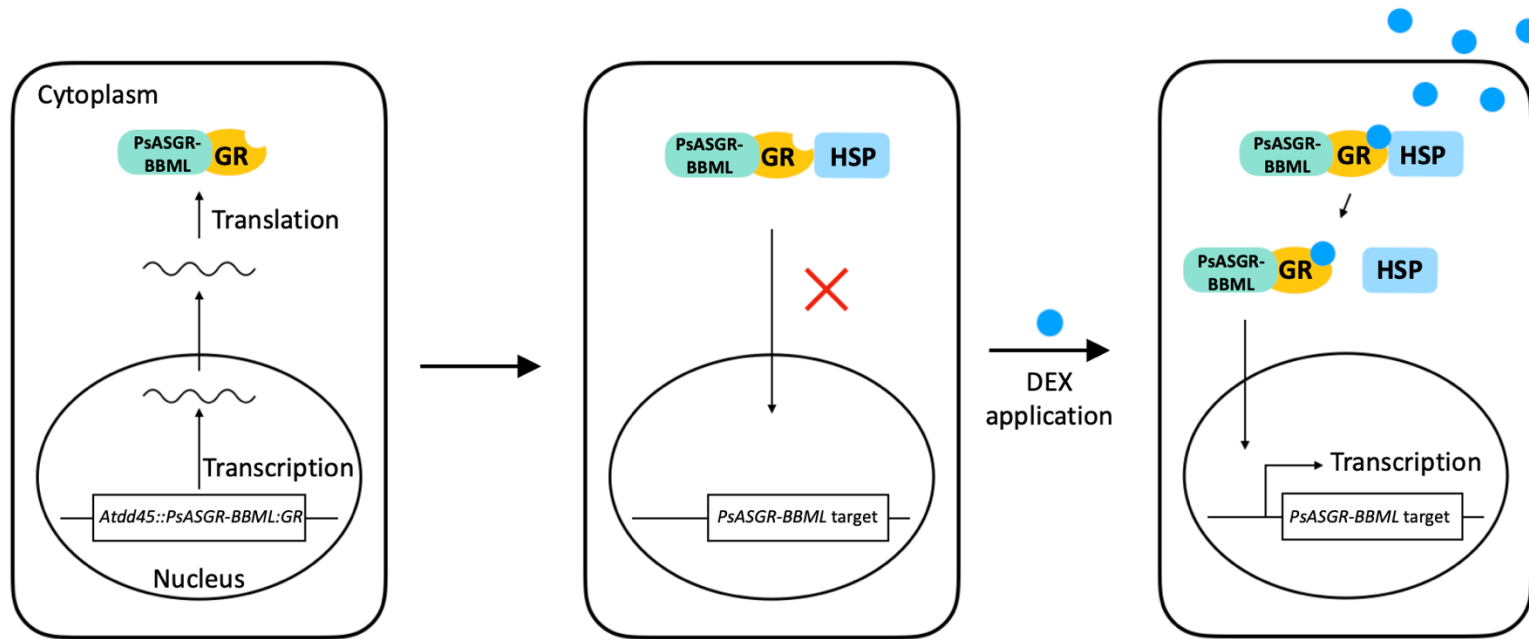 Cytoplasm
PsASGR-
BBML
GR
Translation
Transcription
Atdd45::PsASGR-BBML:GR
Nucleus
PsASGR-
BBML
GR
HSP
PsASGR-BBML target
DEX
application
PsASGR-
BBML
GR
HSP
PsASGR-
BBML
GR
HSP
Transcription
PsASGR-BBML target